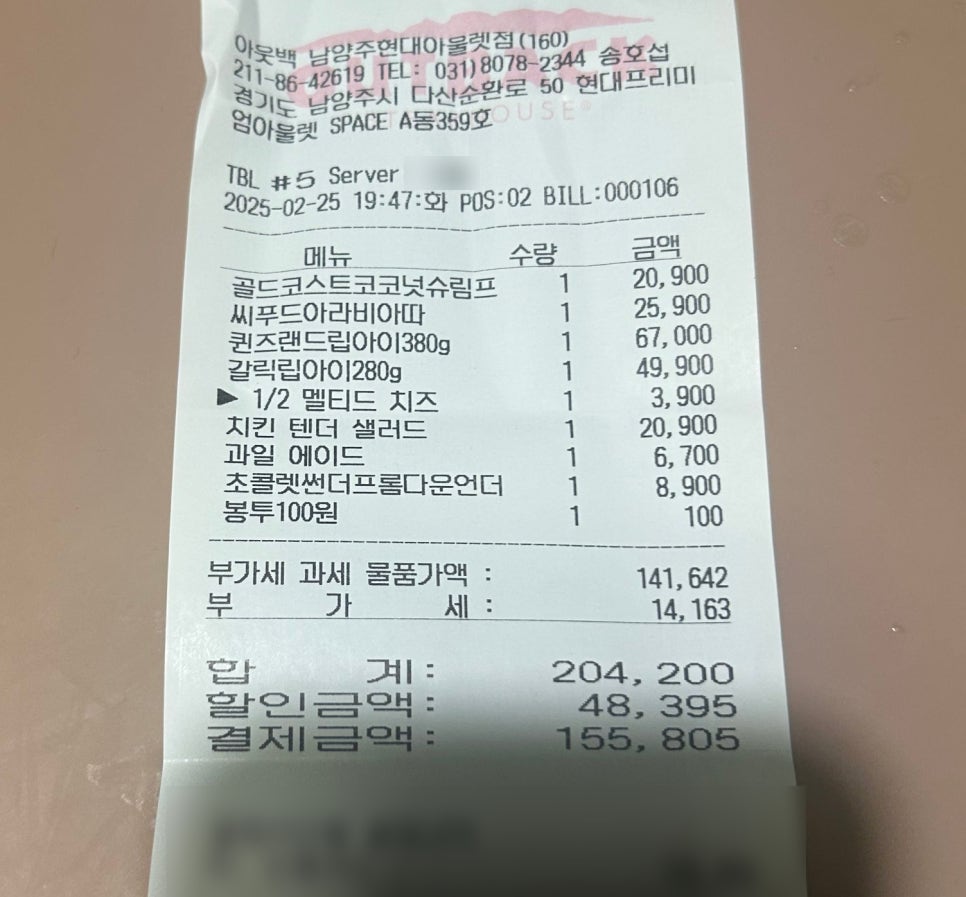 아웃백 남양주현대아울렛점(160)
211-86-42619 TEL: 031)8078-2344 송호섭
경기도 남양주시 다산순환로 50 현대프리미
엄아울렛 SPACE A동359호
TBL #5 Server
2025-02-25 19:47:화 POS:02 BILL:000106
메뉴 수량 금액
골드코스트코코넛슈림프 1 20,900
씨푸드아라비아따 1 25,900
퀸즈랜드립아이380g 1 67,000
갈릭립아이280g 1 49,900
▶ 1/2 멜티드 치즈 1 3,900
치킨 텐더 샐러드 1 20,900
과일 에이드 1 6,700
초콜렛썬더프롬다운언더 1 8,900
봉투100원 1 100
부가세 과세 물품가액 : 141,642
부 가 세 : 14,163
합 계: 204,200
할인금액: 48,395
결제금액: 155,805